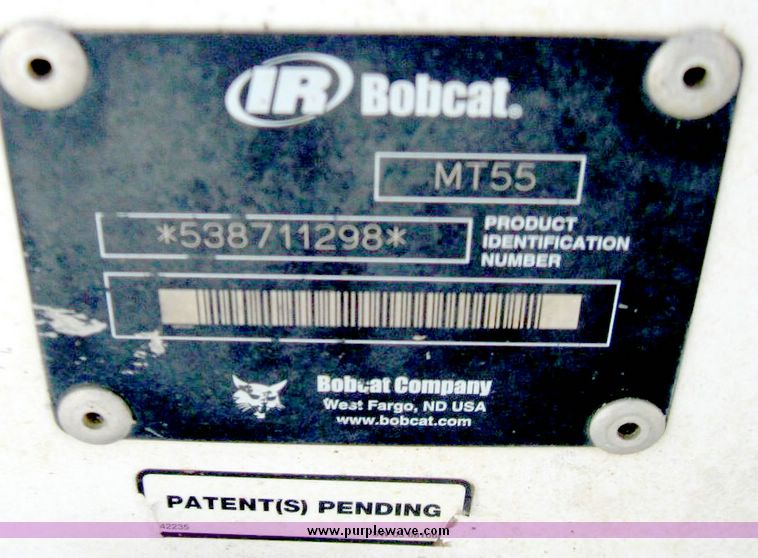 IR Bobcat®
MT55
*538711298*
PRODUCT
IDENTIFICATION
NUMBER
Bobcat Company
West Fargo, ND USA
www.bobcat.com
PATENT(S) PENDING
42235
www.purplewave.com